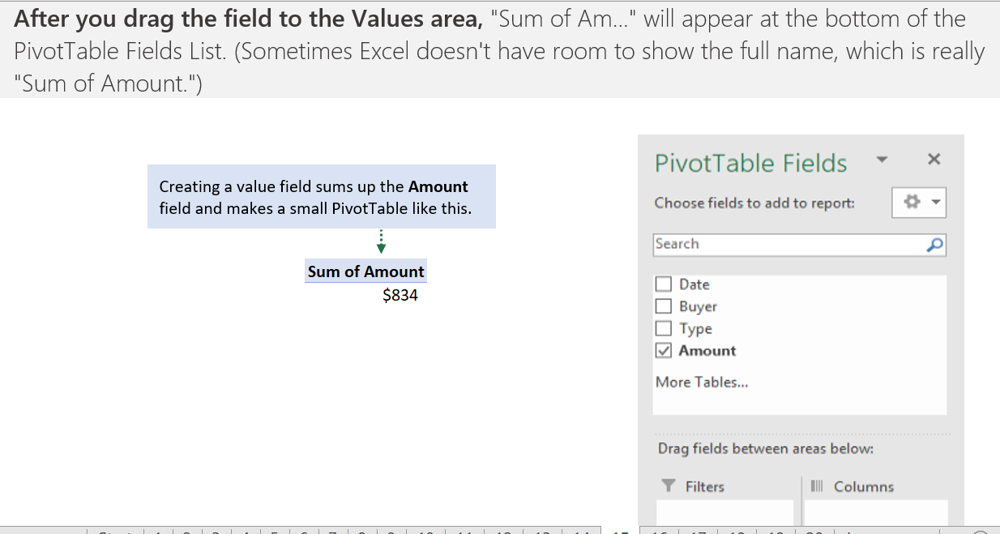 After you drag the field to the Values area, "Sum of Am..." will appear at the bottom of the
PivotTable Fields List. (Sometimes Excel doesn't have room to show the full name, which is really
"Sum of Amount.")
Creating a value field sums up the Amount
field and makes a small PivotTable like this.
Sum of Amount
$834
PivotTable Fields
Choose fields to add to report:
Search
Date
Buyer
Type
Amount
More Tables...
Drag fields between areas below:
Filters
Columns